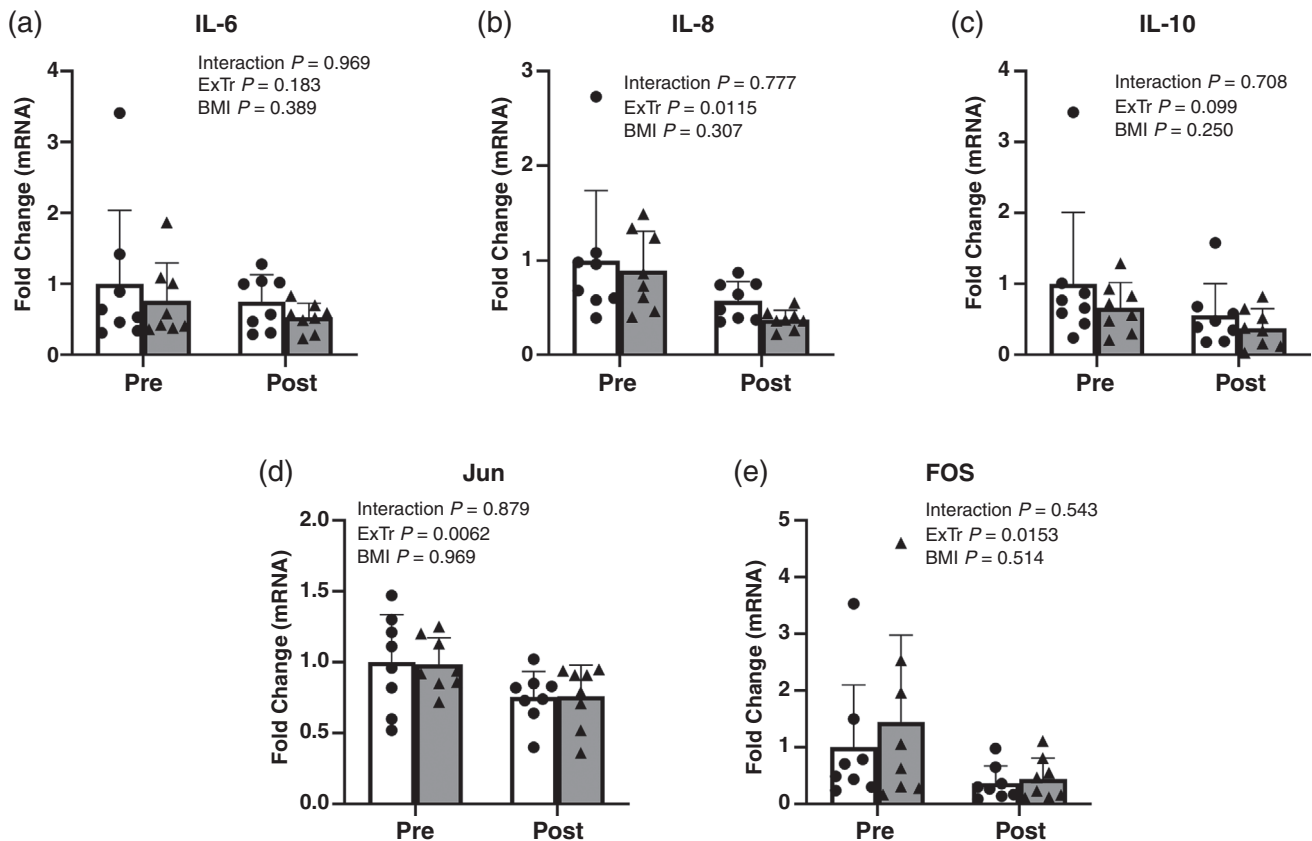 (a)
IL-6
Interaction P = 0.969
ExTr P = 0.183
BMI P = 0.389
Fold Change (mRNA)
4
3
2
1
0
Pre
Post
(b)
IL-8
Interaction P = 0.777
ExTr P = 0.0115
BMI P = 0.307
Fold Change (mRNA)
3
2
1
0
Pre
Post
(c)
IL-10
Interaction P = 0.708
ExTr P = 0.099
BMI P = 0.250
Fold Change (mRNA)
4
3
2
1
0
Pre
Post
(d)
Jun
Interaction P = 0.879
ExTr P = 0.0062
BMI P = 0.969
Fold Change (mRNA)
2.0
1.5
1.0
0.5
0.0
Pre
Post
(e)
FOS
Interaction P = 0.543
ExTr P = 0.0153
BMI P = 0.514
Fold Change (mRNA)
5
4
3
2
1
0
Pre
Post